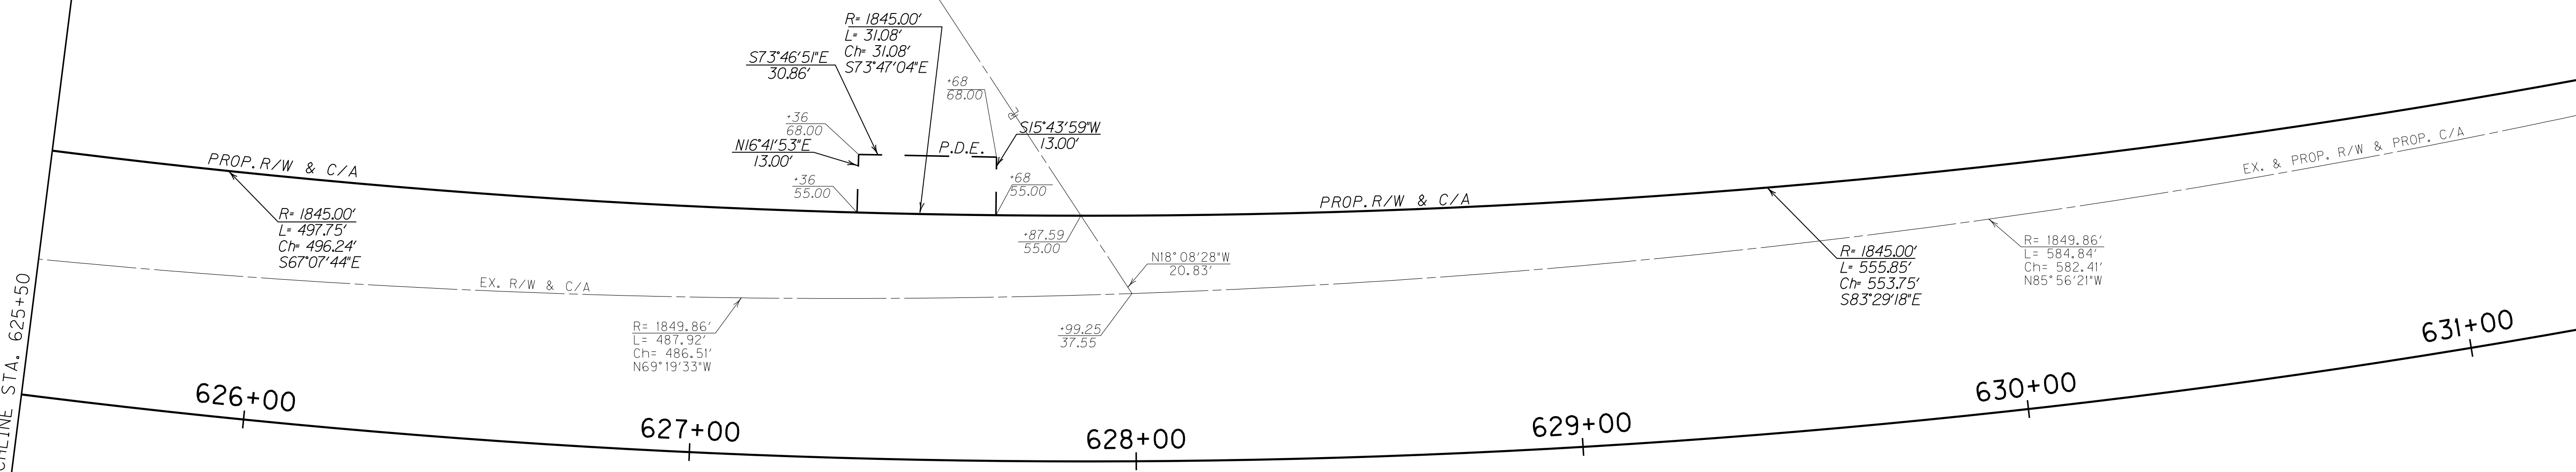 R= 1845.00'
L= 31.08'
Ch= 31.08'
S73°47'04"E
S73°46'51"E
30.86'
+68
68.00
+36
68.00
N16°41'53"E
13.00'
S15°43'59"W
13.00'
P.D.E.
+36
55.00
+68
55.00
PROP. R/W & C/A
R= 1845.00'
L= 497.75'
Ch= 496.24'
S67°07'44"E
PROP. R/W & C/A
EX. & PROP. R/W & PROP. C/A
+87.59
55.00
N18°08'28"W
20.83'
R= 1845.00'
L= 555.85'
Ch= 553.75'
S83°29'18"E
R= 1849.86'
L= 584.84'
Ch= 582.41'
N85°56'21"W
EX. R/W & C/A
R= 1849.86'
L= 487.92'
Ch= 486.51'
N69°19'33"W
+99.25
37.55
STA. 625+50
626+00
627+00
628+00
629+00
630+00
631+00